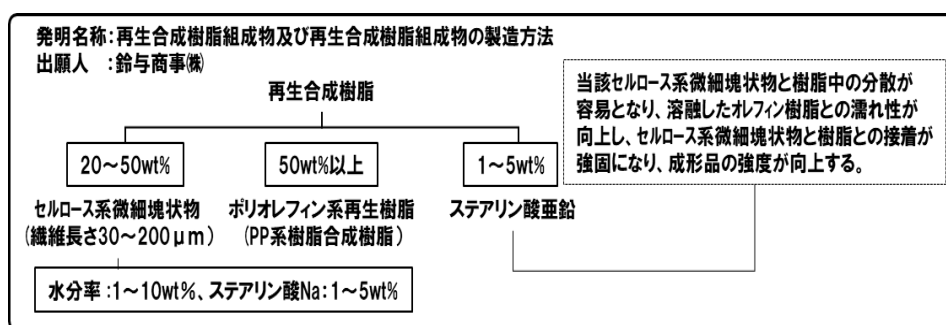 発明名称:再生合成樹脂組成物及び再生合成樹脂組成物の製造方法
出願人 :鈴与商事㈱
再生合成樹脂
当該セルロース系微細塊状物と樹脂中の分散が
容易となり、溶融したオレフィン樹脂との濡れ性が
向上し、セルロース系微細塊状物と樹脂との接着が
強固になり、成形品の強度が向上する。
20～50wt%
50wt%以上
1～5wt%
セルロース系微細塊状物
(繊維長さ30～200μm)
ポリオレフィン系再生樹脂
(PP系樹脂合成樹脂)
ステアリン酸亜鉛
水分率:1～10wt%、ステアリン酸Na:1～5wt%